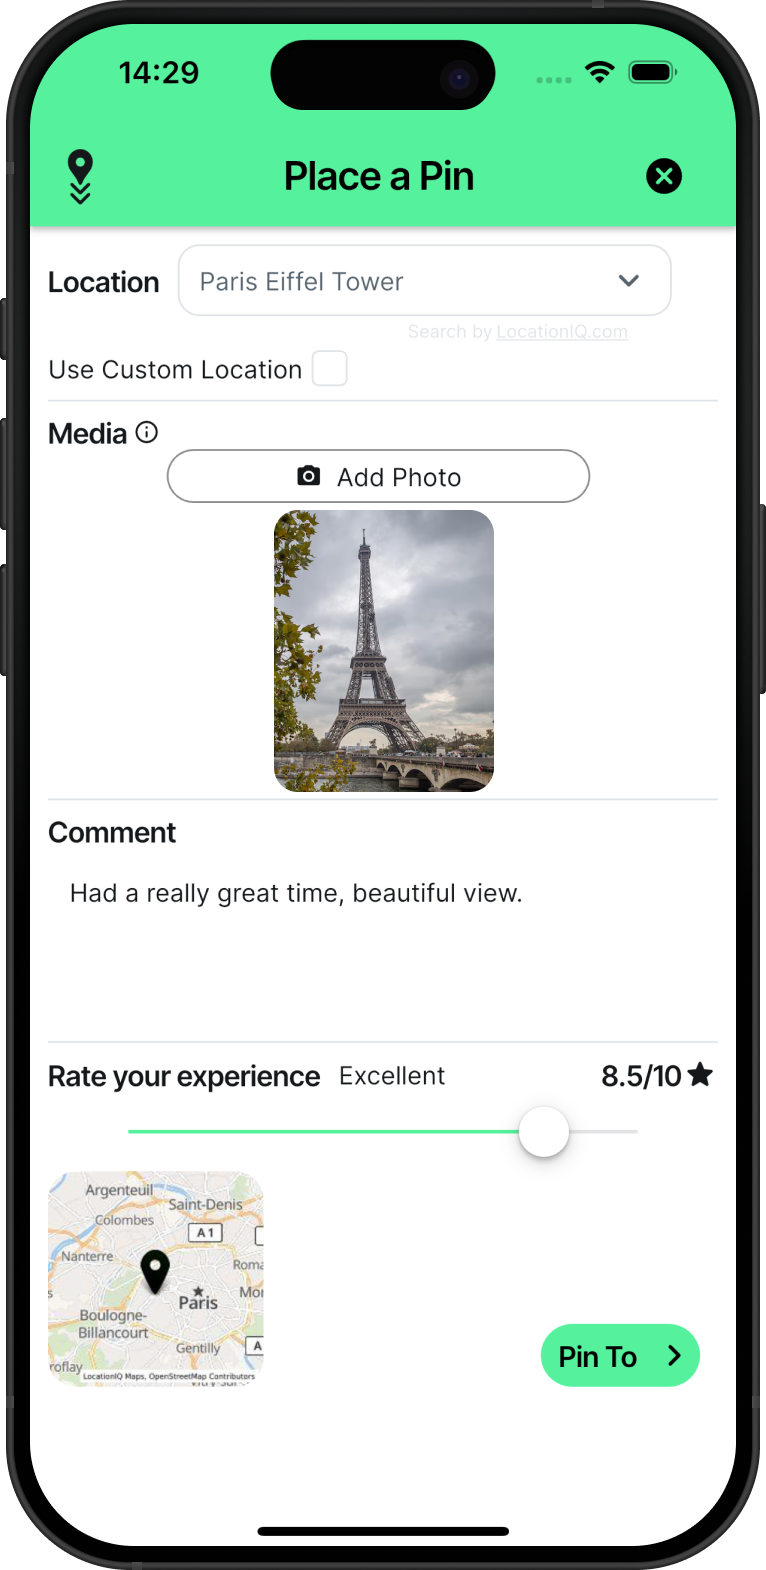 14:29
Place a Pin
Location
Paris Eiffel Tower
Search by LocationIQ.com
Use Custom Location
Media
Add Photo
Comment
Had a really great time, beautiful view.
Rate your experience Excellent 8.5/10
Argenteuil
Saint-Denis
Colombes
A 1
Nanterre
Roma
Mon
Paris
Boulogne-
Billancourt
Gentilly
A
roflay
LocationIQ Maps, OpenStreetMap Contributors
Pin To